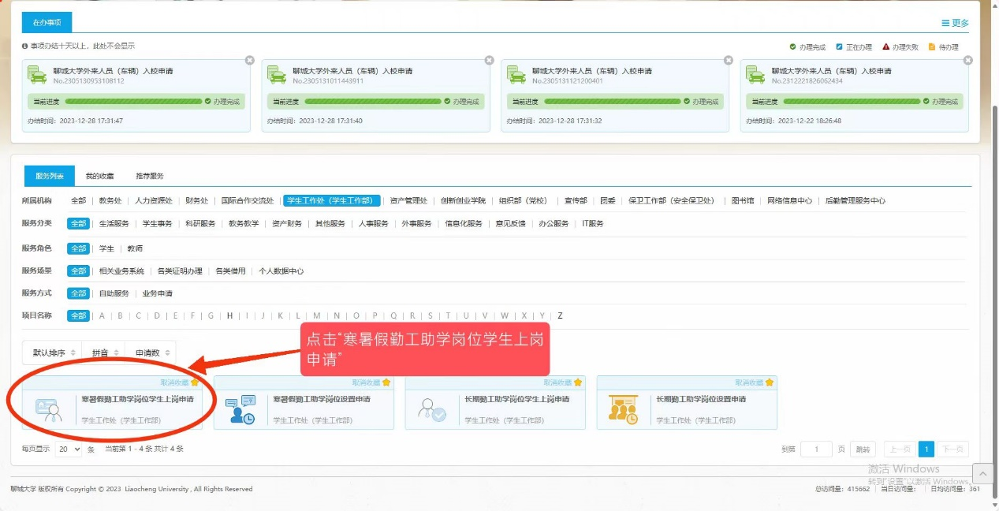 在办事项
更多
事项办结十天以上，此处不会显示
办理完成 正在办理 办理失败 待办理
聊城大学外来人员（车辆）入校申请
No.2305130953108112
当前进度 办理完成
办结时间：2023-12-28 17:31:47
聊城大学外来人员（车辆）入校申请
No.2305131011443911
当前进度 办理完成
办结时间：2023-12-28 17:31:40
聊城大学外来人员（车辆）入校申请
No.2305131121200401
当前进度 办理完成
办结时间：2023-12-28 17:31:32
聊城大学外来人员（车辆）入校申请
No.2312221826062434
当前进度 办理完成
办结时间：2023-12-22 18:26:48
服务列表 我的收藏 推荐服务
所属机构 全部 | 教务处 | 人力资源处 | 财务处 | 国际合作交流处 | 学生工作处（学生工作部） | 资产管理处 | 创新创业学院 | 组织部（党校） | 宣传部 | 团委 | 保卫工作部（安全保卫处） | 图书馆 | 网络信息中心 | 后勤管理服务中心
服务分类 全部 | 生活服务 | 学生事务 | 科研服务 | 教务教学 | 资产财务 | 其他服务 | 人事服务 | 外事服务 | 信息化服务 | 意见反馈 | 办公服务 | IT服务
服务角色 全部 | 学生 | 教师
服务场景 全部 | 相关业务系统 | 各类证明办理 | 各类借用 | 个人数据中心
服务方式 全部 | 自助服务 | 业务申请
项目名称 全部 | A | B | C | D | E | F | G | H | I | J | K | L | M | N | O | P | Q | R | S | T | U | V | W | X | Y | Z
点击“寒暑假勤工助学岗位学生上岗
申请”
默认排序 拼音 申请数
取消收藏
寒暑假勤工助学岗位学生上岗申请
学生工作处（学生工作部）
取消收藏
寒暑假勤工助学岗位设置申请
学生工作处（学生工作部）
取消收藏
长期勤工助学岗位学生上岗申请
学生工作处（学生工作部）
取消收藏
长期勤工助学岗位设置申请
学生工作处（学生工作部）
每页显示 20 条 当前第 1 - 4 条 共计 4 条
到第 1 页 跳转 上一页 1 下一页
激活 Windows
转到"设置"以激活 Windows。
聊城大学 版权所有 Copyright © 2023 Liaocheng University , All Rights Reserved
总访问量：415662 | 当日访问量： | 日均访问量：361